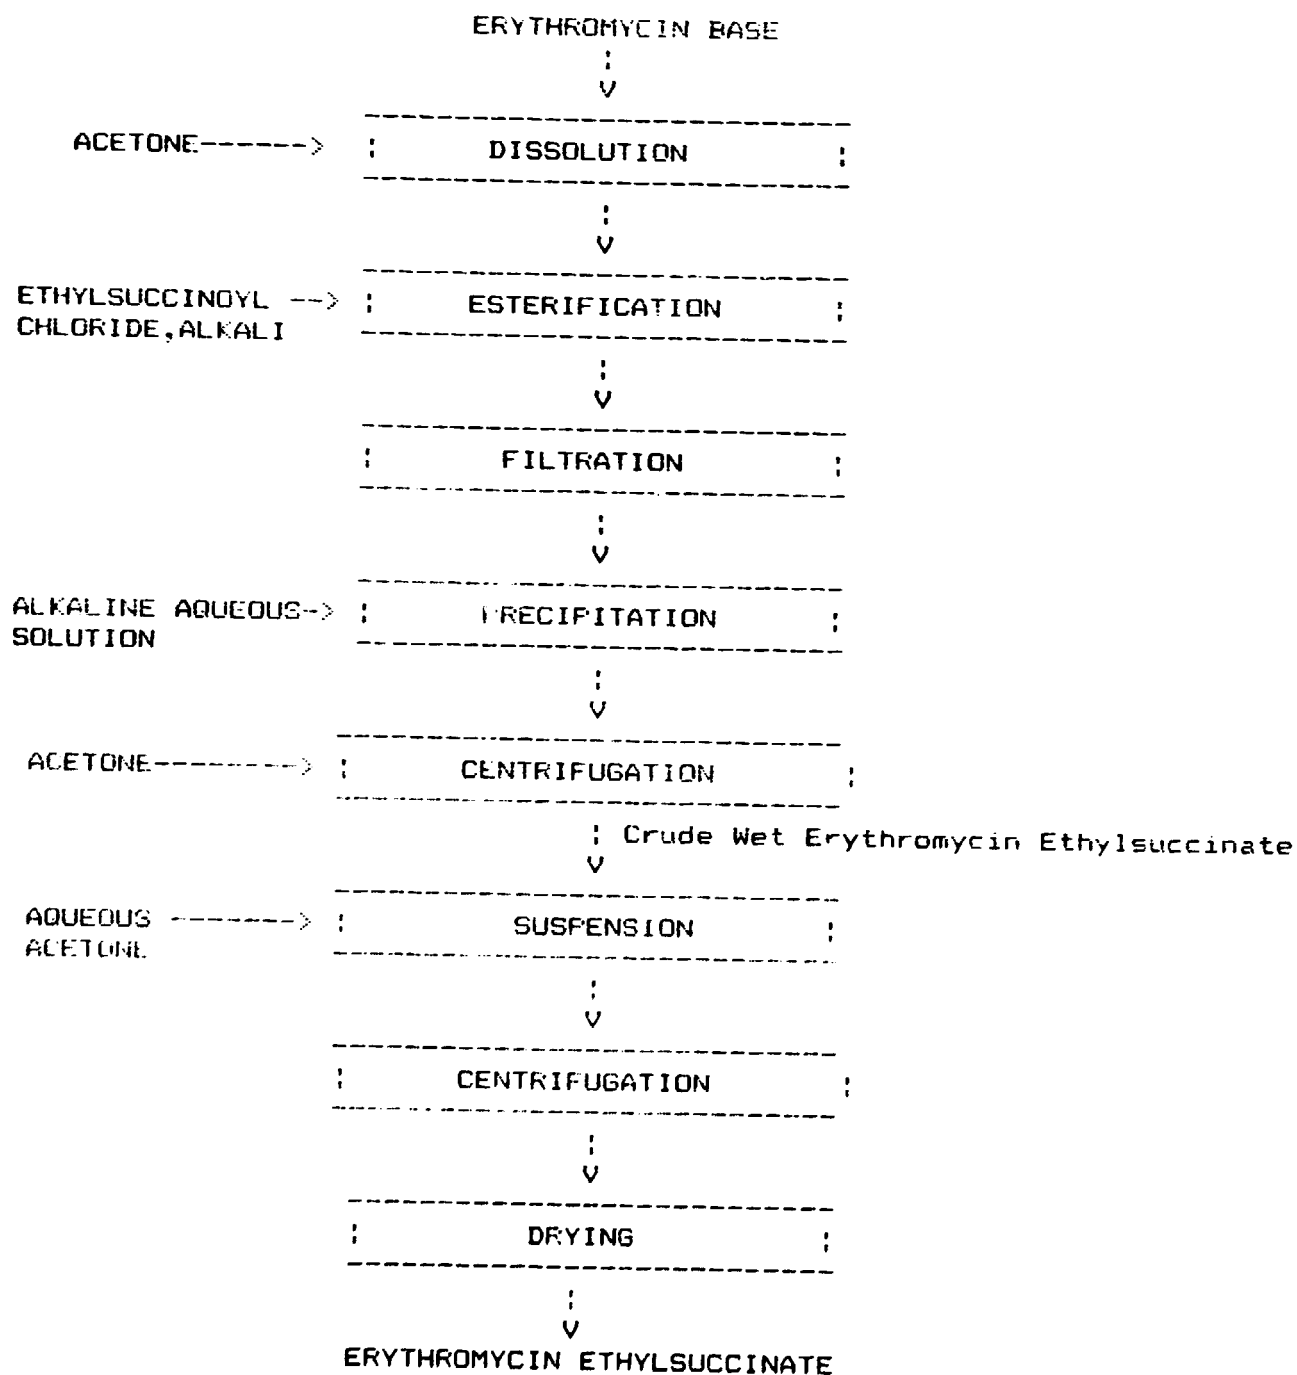 ERYTHROMYCIN BASE
ACETONE------>
DISSOLUTION
ETHYLSUCCINOYL -->
CHLORIDE,ALKALI
ESTERIFICATION
FILTRATION
ALKALINE AQUEOUS-->
SOLUTION
PRECIPITATION
ACETONE-------->
CENTRIFUGATION
Crude Wet Erythromycin Ethylsuccinate
AQUEOUS ------->
ACETONE
SUSPENSION
CENTRIFUGATION
DRYING
ERYTHROMYCIN ETHYLSUCCINATE